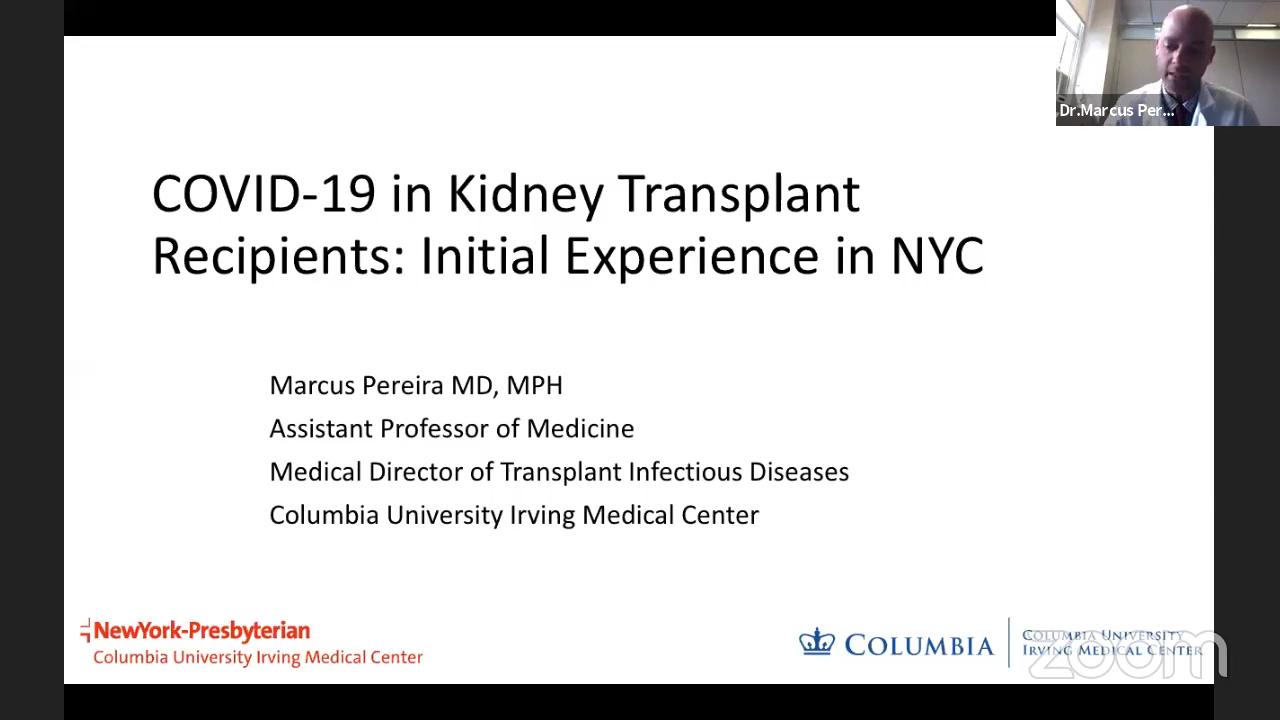 Dr.Marcus Per...
COVID-19 in Kidney Transplant
Recipients: Initial Experience in NYC
Marcus Pereira MD, MPH
Assistant Professor of Medicine
Medical Director of Transplant Infectious Diseases
Columbia University Irving Medical Center
NewYork-Presbyterian
Columbia University Irving Medical Center
COLUMBIA
COLUMBIA UNIVERSITY
IRVING MEDICAL CENTER
zoom